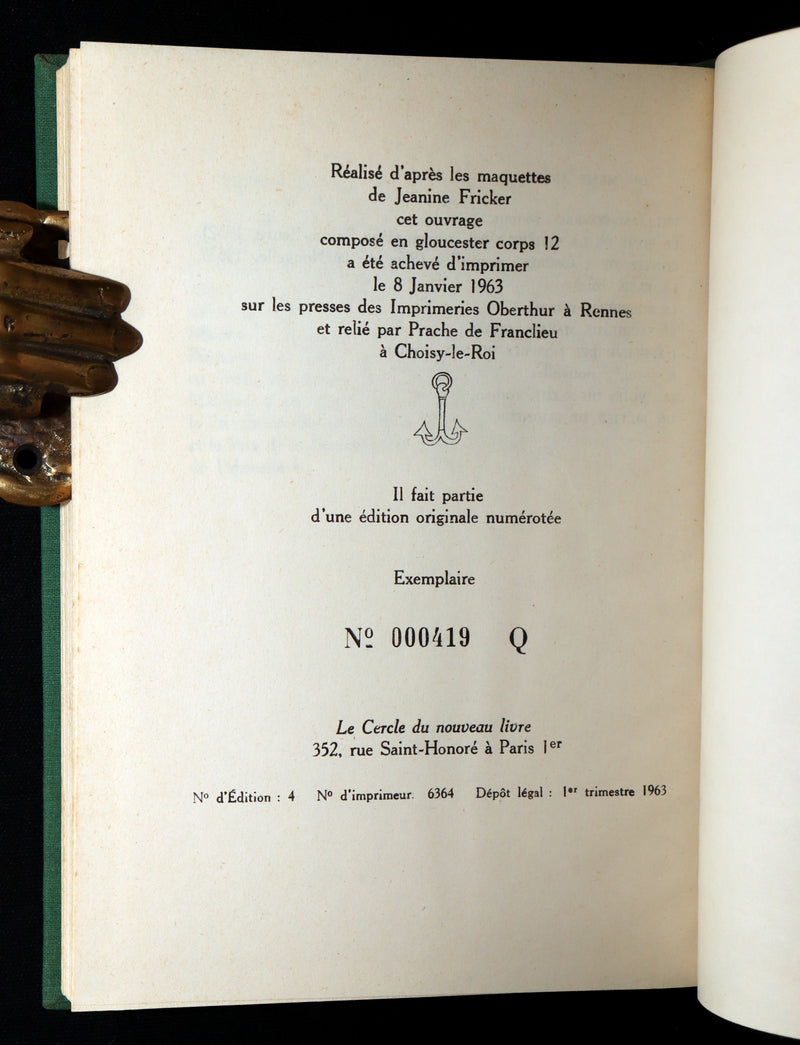 Réalisé d'après les maquettes
de Jeanine Fricker
cet ouvrage
composé en gloucester corps 12
a été achevé d'imprimer
le 8 Janvier 1963
sur les presses des Imprimeries Oberthur à Rennes
et relié par Prache de Franclieu
à Choisy-le-Roi
Il fait partie
d'une édition originale numérotée
Exemplaire
Nº 000419 Q
Le Cercle du nouveau livre
352, rue Saint-Honoré à Paris 1er
Nº d'Édition : 4 Nº d'imprimeur. 6364 Dépôt légal : 1er trimestre 1963